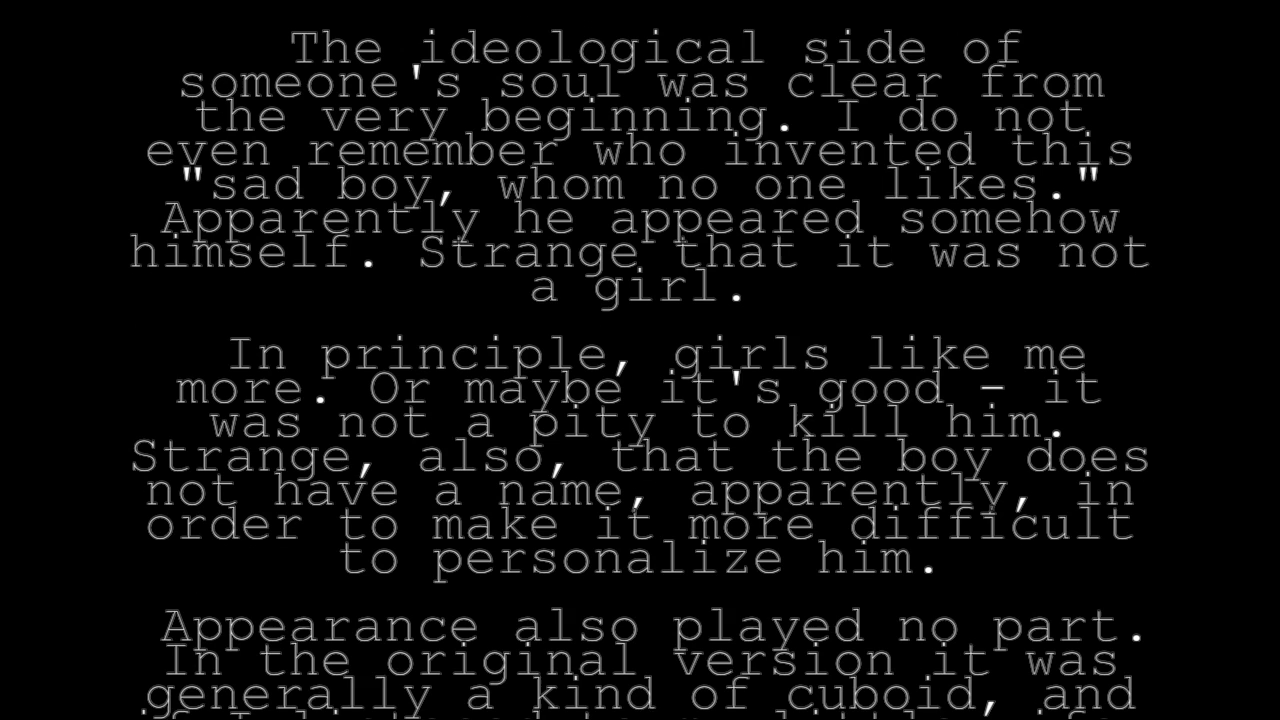 The ideological side of
someone's soul was clear from
the very beginning. I do not
even remember who invented this
"sad boy, whom no one likes."
Apparently he appeared somehow
himself. Strange that it was not
a girl.
In principle, girls like me
more. Or maybe it's good - it
was not a pity to kill him.
Strange, also, that the boy does
not have a name, apparently, in
order to make it more difficult
to personalize him.
Appearance also played no part.
In the original version it was
generally a kind of cuboid, and